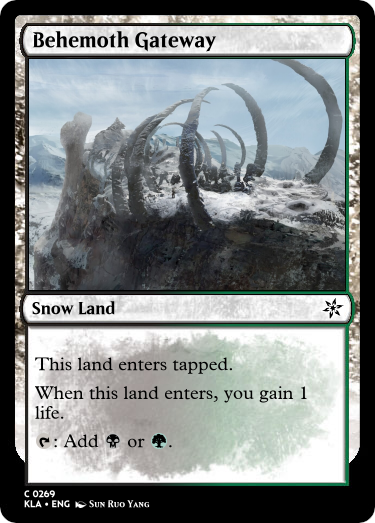 Behemoth Gateway
Snow Land
This land enters tapped.
When this land enters, you gain 1
life.
: Add or .
C 0269
KLA • ENG Sun Ruo Yang